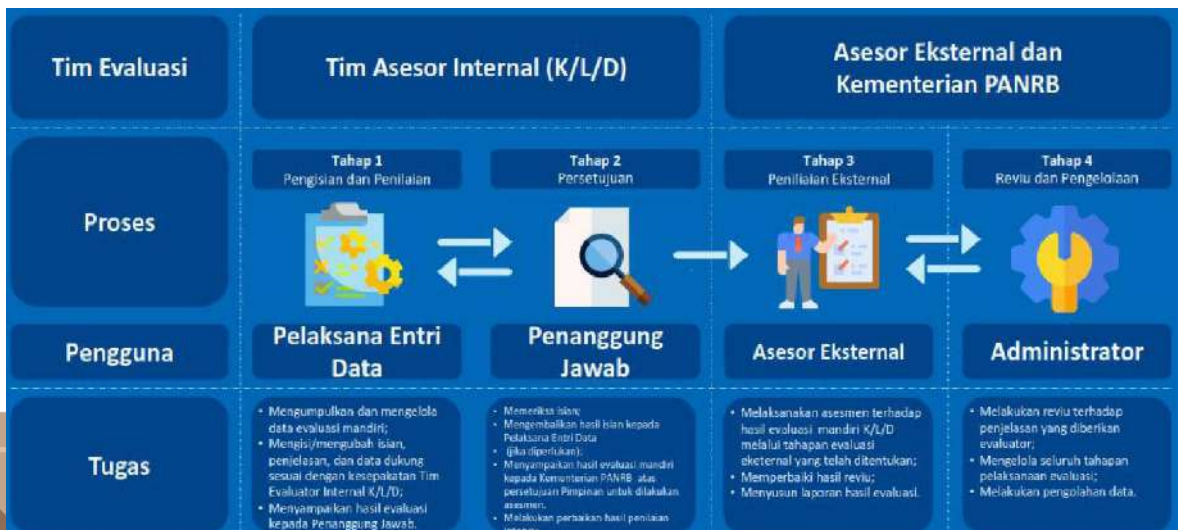 Tim Evaluasi
Tim Asesor Internal (K/L/D)
Asesor Eksternal dan
Kementerian PANRB
Proses
Tahap 1
Pengisian dan Penilaian
Tahap 2
Persetujuan
Tahap 3
Penilialan Eksternal
Tahap 4
Reviu dan Pengelolaan
Pengguna
Pelaksana Entri
Data
Penanggung
Jawab
Asesor Eksternal
Administrator
Tugas
• Mengumpulkan dan mengelola
data evaluasi mandiri;
• Mengisi/mengubah isian,
penjelasan, dan data dukung
sesuai dengan kesepakatan Tim
Evaluator Internal K/L/D;
• Menyampaikan hasil evaluasi
kepada Penanggung Jawab.
• Memeriksa isian;
• Mengembalikan hasil isian kepada
Pelaksana Entri Data
• (jika diperlukan);
• Menyampaikan hasil evaluasi mandiri
kepada Kementerian PANRB atas
persetujuan Pimpinan untuk dilakukan
asesmen.
• Melakukan perbaikan hasil penilaian
• Melaksanakan asesmen terhadap
hasil evaluasi mandiri K/L/D
melalui tahapan evaluasi
eketernal yang telah ditentukan;
• Memperbaiki hasil reviu;
• Menyusun laporan hasil evaluasi.
• Melakukan reviu terhadap
penjelasan yang diberikan
evaluator;
• Mengelola seluruh tahapan
pelaksanaan evaluasi;
• Melakukan pengolahan data.